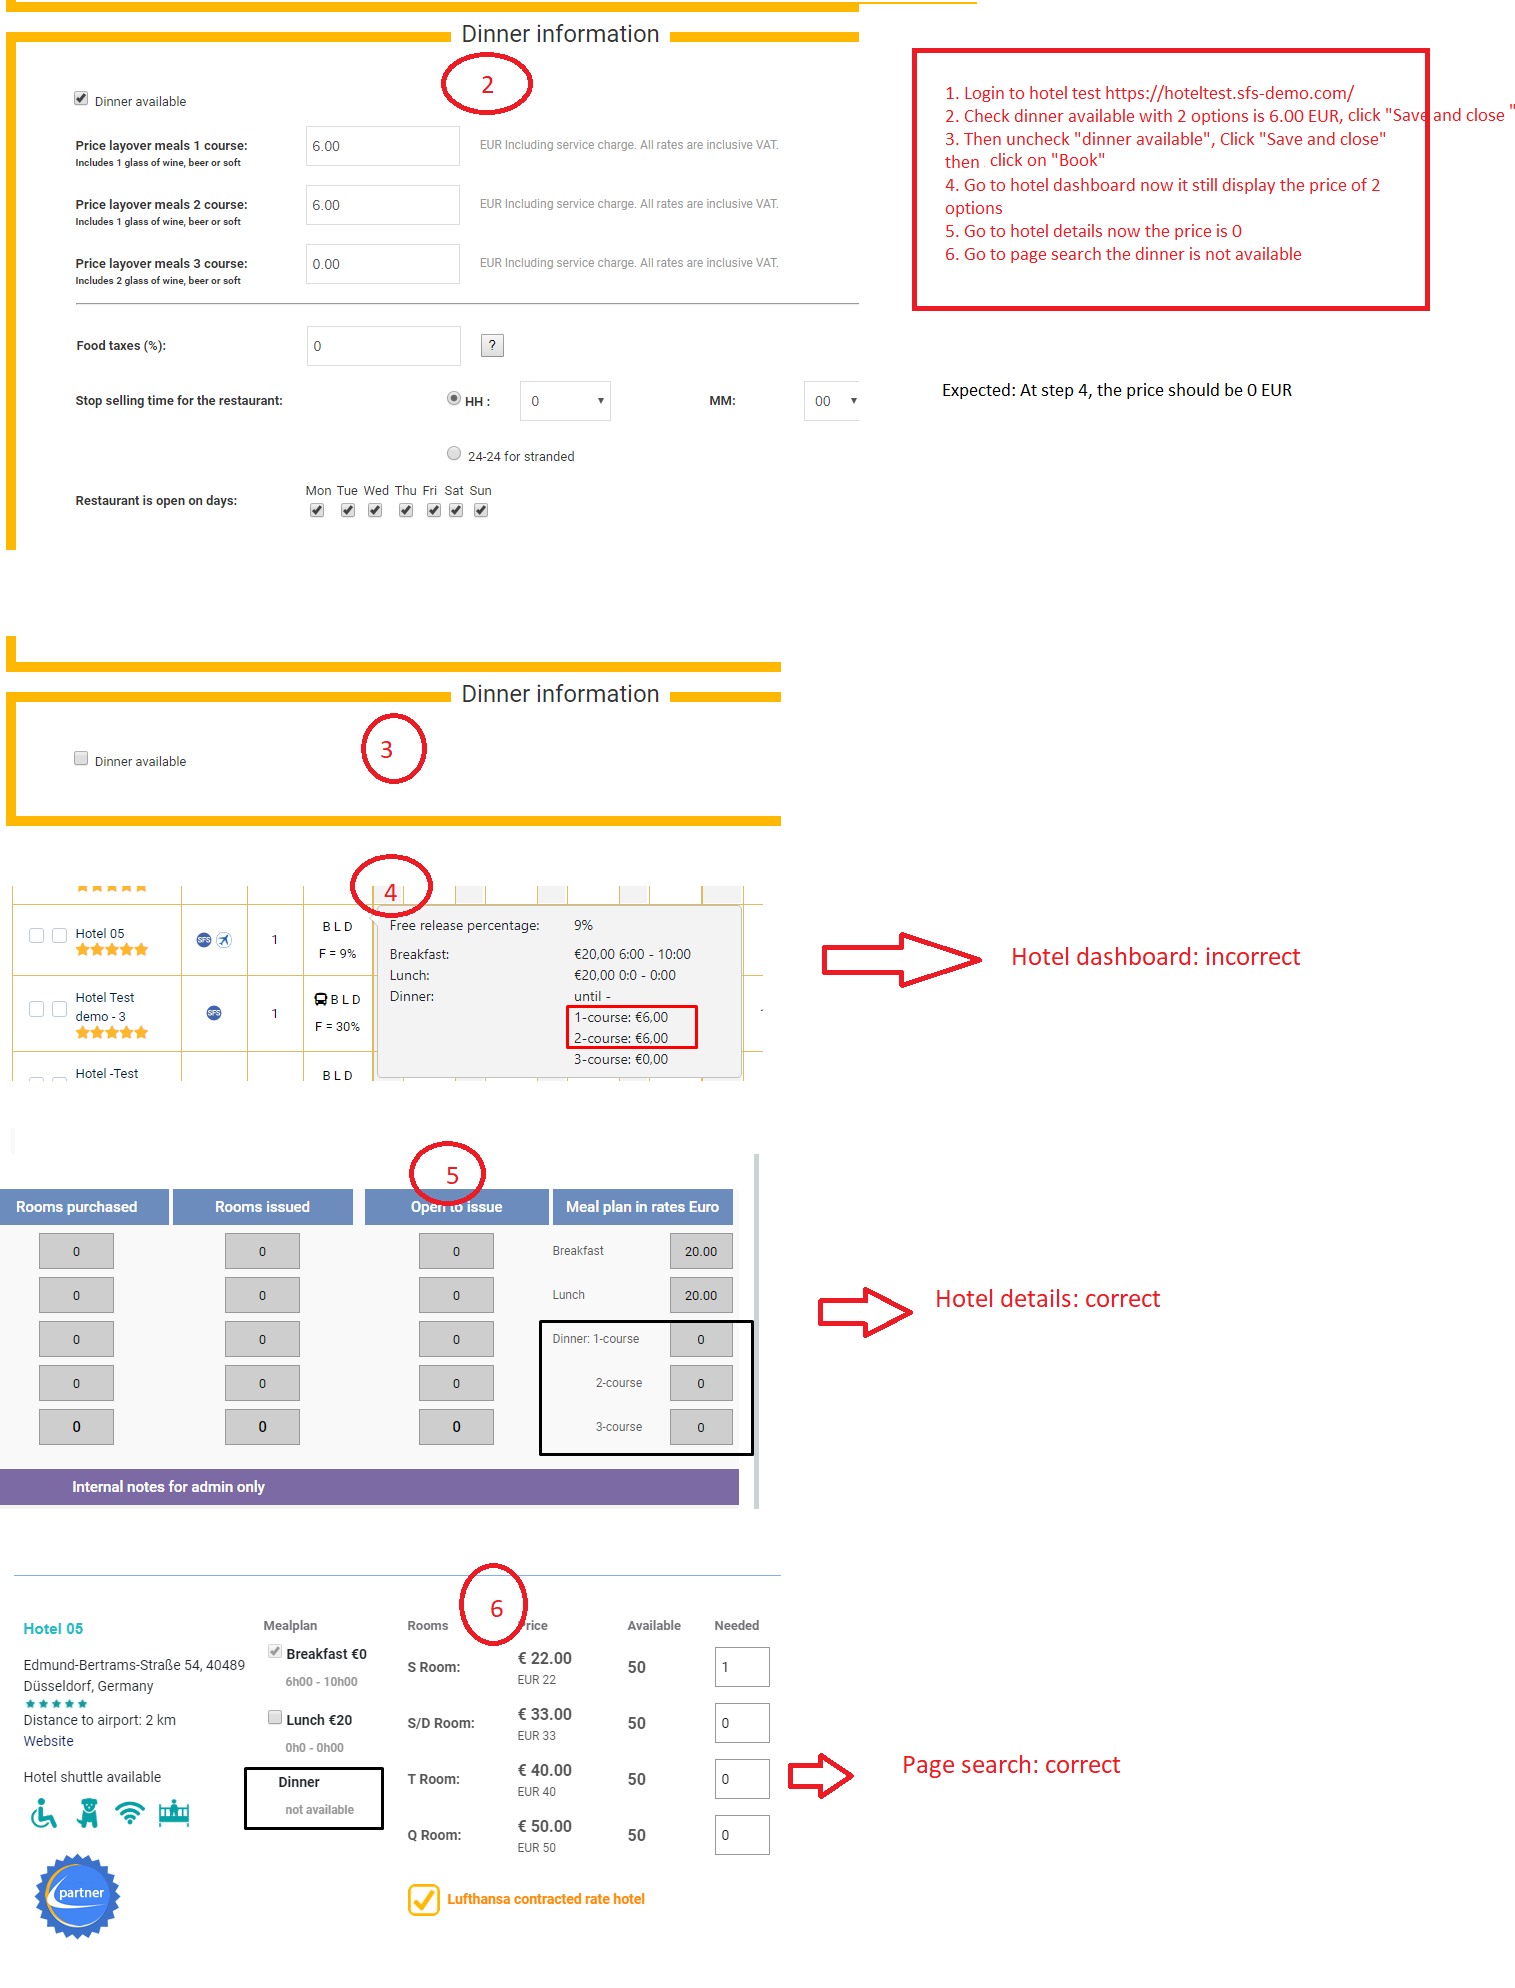 Dinner information
2
Dinner available
Price layover meals 1 course:
Includes 1 glass of wine, beer or soft
6.00
EUR Including service charge. All rates are inclusive VAT.
Price layover meals 2 course:
Includes 1 glass of wine, beer or soft
6.00
EUR Including service charge. All rates are inclusive VAT.
Price layover meals 3 course:
Includes 2 glass of wine, beer or soft
0.00
EUR Including service charge. All rates are inclusive VAT.
Food taxes (%):
0
?
Stop selling time for the restaurant:
HH :
0
MM:
00
24-24 for stranded
Restaurant is open on days:
Mon Tue Wed Thu Fri Sat Sun
1. Login to hotel test https://hoteltest.sfs-demo.com/
2. Check dinner available with 2 options is 6.00 EUR, click "Save and close "
3. Then uncheck "dinner available", Click "Save and close"
then click on "Book"
4. Go to hotel dashboard now it still display the price of 2
options
5. Go to hotel details now the price is 0
6. Go to page search the dinner is not available
Expected: At step 4, the price should be 0 EUR
Dinner information
3
Dinner available
4
Hotel 05
SFS
1
B L D
F = 9%
Hotel Test
demo - 3
SFS
1
B L D
F = 30%
Hotel -Test
B L D
Free release percentage: 9%
Breakfast: €20,00 6:00 - 10:00
Lunch: €20,00 0:0 - 0:00
Dinner: until -
1-course: €6,00
2-course: €6,00
3-course: €0,00
Hotel dashboard: incorrect
5
Rooms purchased Rooms issued Open to issue Meal plan in rates Euro
0 0 0 Breakfast 20.00
0 0 0 Lunch 20.00
0 0 0 Dinner: 1-course 0
0 0 0 2-course 0
0 0 0 3-course 0
Internal notes for admin only
Hotel details: correct
6
Hotel 05
Edmund-Bertrams-Straße 54, 40489
Düsseldorf, Germany
Distance to airport: 2 km
Website
Hotel shuttle available
partner
Mealplan
Breakfast €0
6h00 - 10h00
Lunch €20
0h0 - 0h00
Dinner
not available
Rooms Price Available Needed
S Room: € 22.00 50 1
EUR 22
S/D Room: € 33.00 50 0
EUR 33
T Room: € 40.00 50 0
EUR 40
Q Room: € 50.00 50 0
EUR 50
Lufthansa contracted rate hotel
Page search: correct